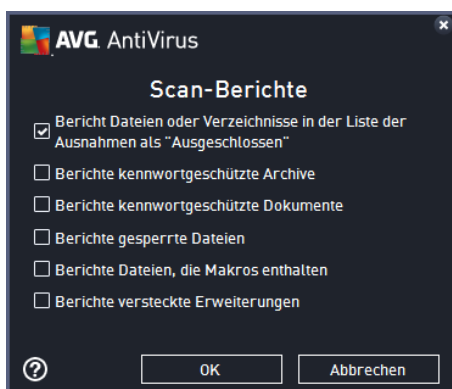 AVG. AntiVirus
Scan-Berichte
Bericht Dateien oder Verzeichnisse in der Liste der
Ausnahmen als "Ausgeschlossen"
Berichte kennwortgeschützte Archive
Berichte kennwortgeschützte Dokumente
Berichte gesperrte Dateien
Berichte Dateien, die Makros enthalten
Berichte versteckte Erweiterungen
?
OK
Abbrechen